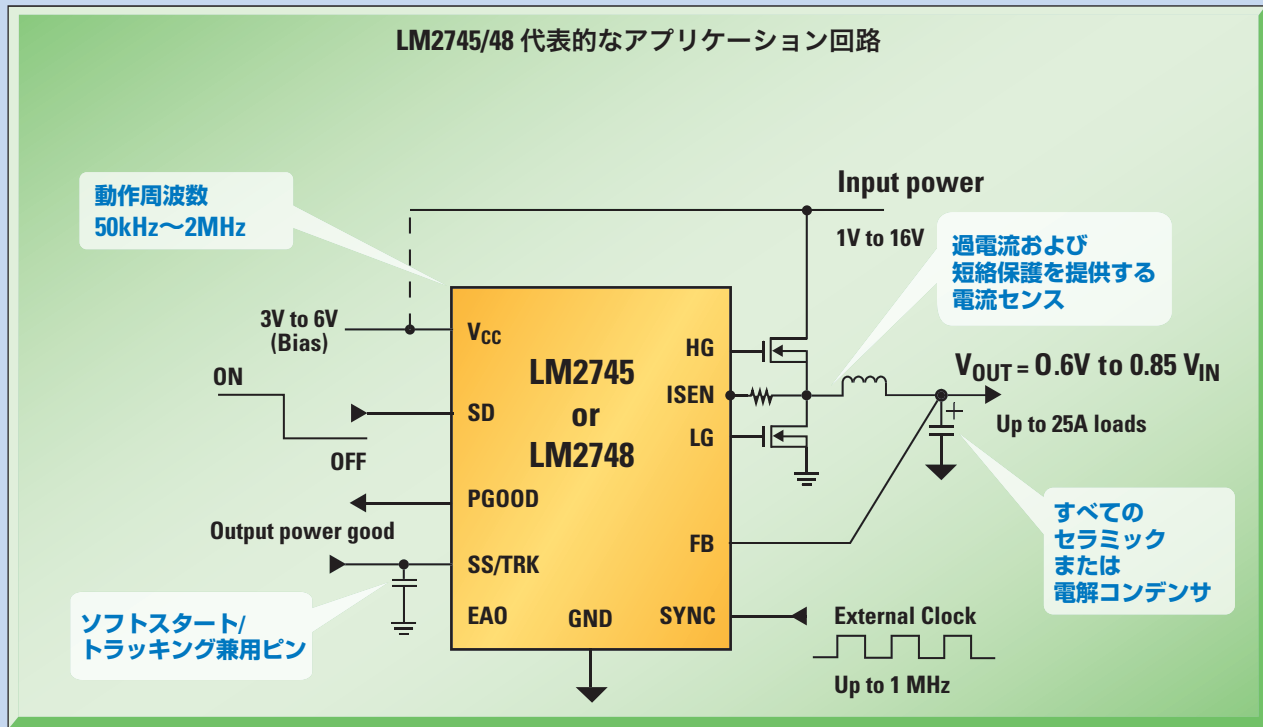 LM2745/48 代表的なアプリケーション回路
動作周波数
50kHz～2MHz
Input power
1V to 16V
過電流および
短絡保護を提供する
電流センス
3V to 6V
(Bias)
VCC
HG
LM2745
or
LM2748
ISEN
VOUT = 0.6V to 0.85 VIN
ON
SD
LG
Up to 25A loads
OFF
PGOOD
Output power good
FB
すべての
セラミック
または
電解コンデンサ
SS/TRK
EAO
GND
SYNC
External Clock
Up to 1 MHz
ソフトスタート/
トラッキング兼用ピン
+